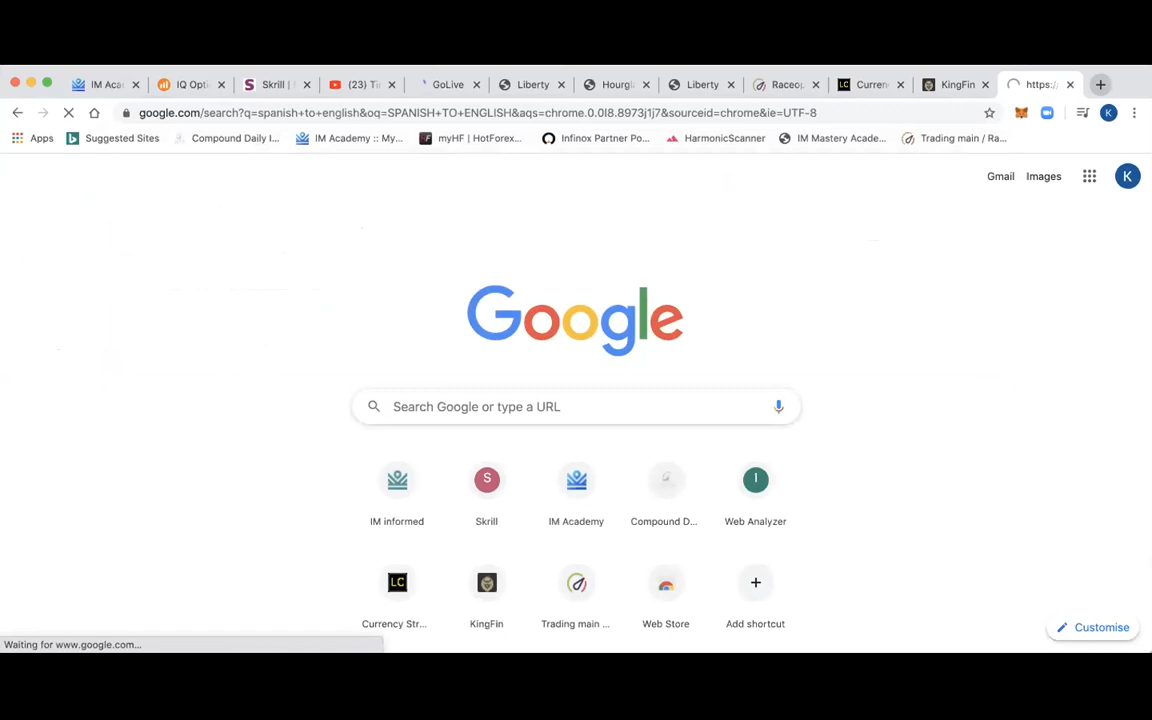 IM Aca IQ Opti Skrill | (23) Ti GoLive Liberty Hourg Liberty Raceo Curren KingFin https:/
google.com/search?q=spanish+to+english&oq=SPANISH+TO+ENGLISH&aqs=chrome.0.0l8.8973j1j7&sourceid=chrome&ie=UTF-8 K
Apps Suggested Sites Compound Daily I... IM Academy :: My... myHF | HotForex... Infinox Partner Po... HarmonicScanner IM Mastery Acade... Trading main / Ra...
Gmail Images K
Google
Search Google or type a URL
S I
IM informed Skrill IM Academy Compound D... Web Analyzer
LC
Currency Str... KingFin Trading main ... Web Store Add shortcut
Customise
Waiting for www.google.com...